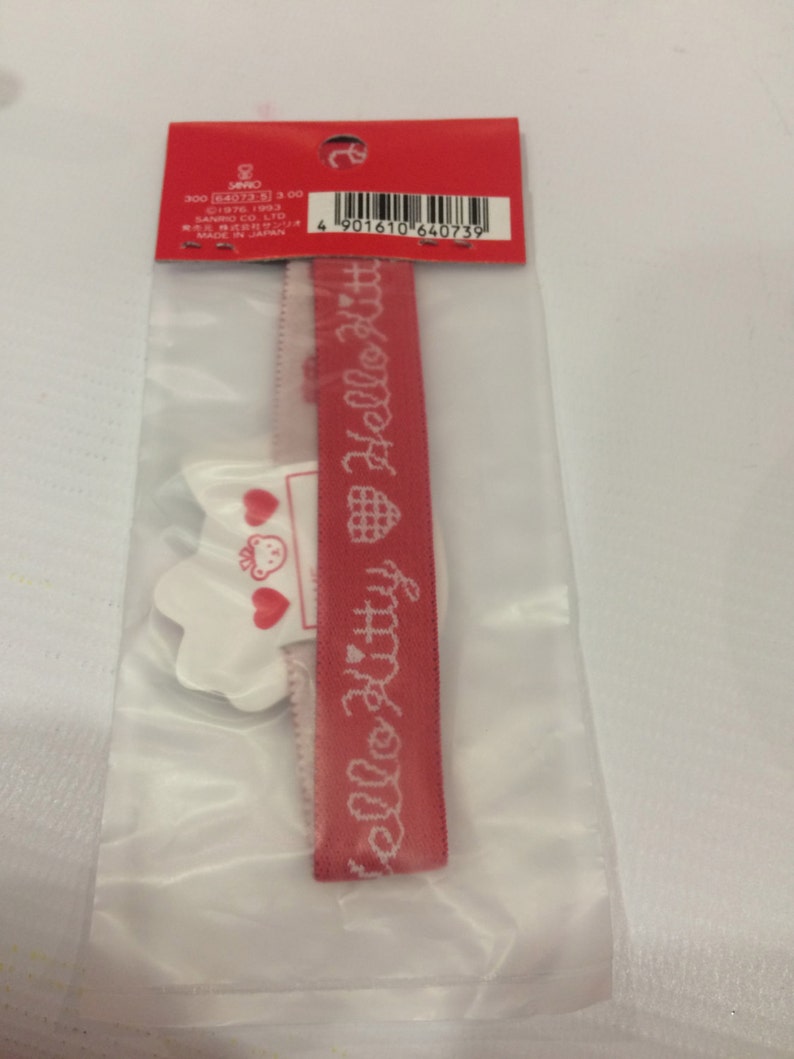 SANRIO
300 64073-5 3.00
©1976, 1993
SANRIO CO., LTD.
発売元 株式会社サンリオ
MADE IN JAPAN
4 901610 640739
Hello Kitty
Hello Kitty